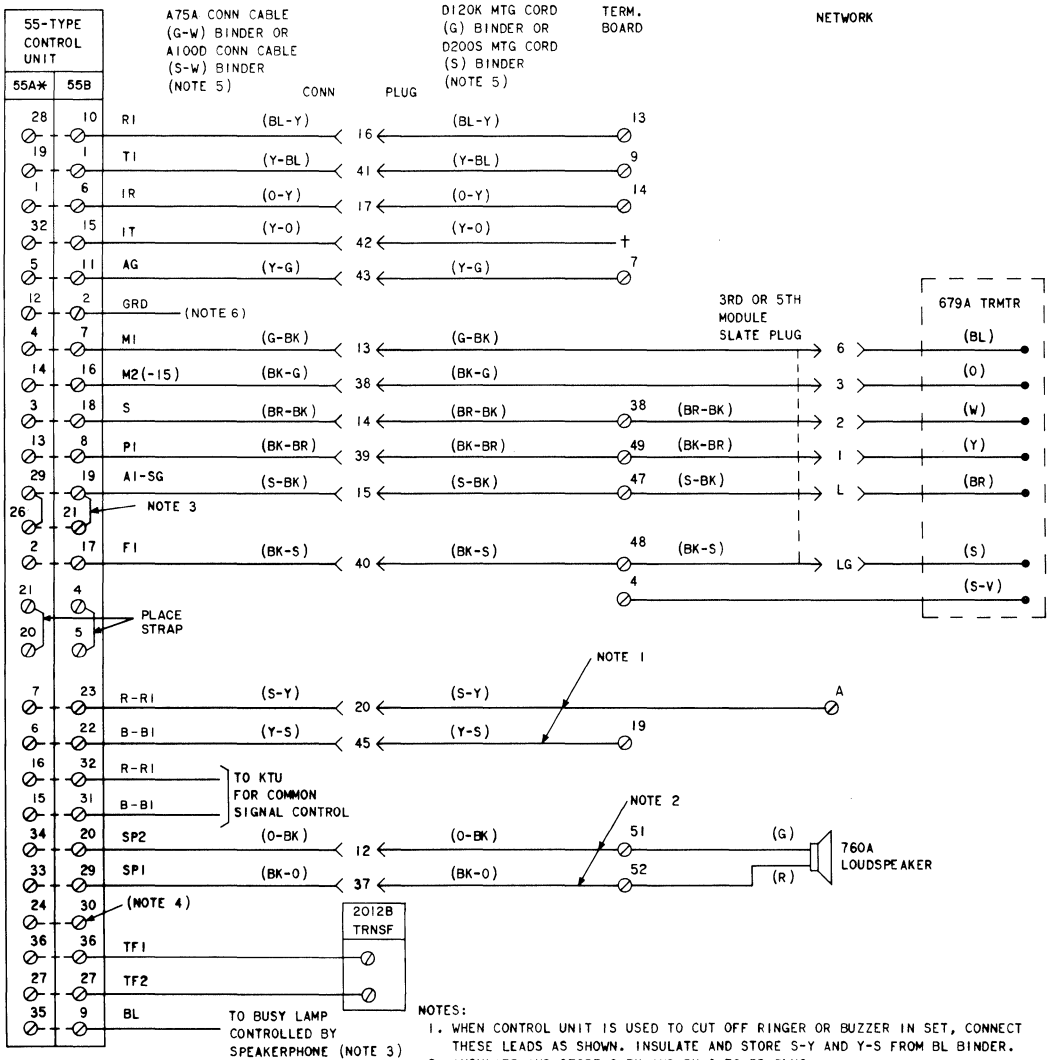 55-TYPE
CONTROL
UNIT
55A* 55B
A75A CONN CABLE
(G-W) BINDER OR
A100D CONN CABLE
(S-W) BINDER
(NOTE 5)
CONN PLUG
D120K MTG CORD
(G) BINDER OR
D200S MTG CORD
(S) BINDER
(NOTE 5)
TERM.
BOARD
NETWORK
28 10 R1 (BL-Y) 16 (BL-Y) 13
19 1 T1 (Y-BL) 41 (Y-BL) 9
1 6 1R (O-Y) 17 (O-Y) 14
32 15 1T (Y-O) 42 (Y-O) †
5 11 AG (Y-G) 43 (Y-G) 7
12 2 GRD (NOTE 6)
3RD OR 5TH
MODULE
SLATE PLUG
679A TRMTR
4 7 M1 (G-BK) 13 (G-BK) 6 (BL)
14 16 M2(-15) (BK-G) 38 (BK-G) 3 (O)
3 18 S (BR-BK) 14 (BR-BK) 38 (BR-BK) 2 (W)
13 8 P1 (BK-BR) 39 (BK-BR) 49 (BK-BR) 1 (Y)
29 19 A1-SG (S-BK) 15 (S-BK) 47 (S-BK) L (BR)
26 21 NOTE 3
2 17 F1 (BK-S) 40 (BK-S) 48 (BK-S) LG (S)
21 4 4 (S-V)
PLACE
STRAP
20 5
NOTE 1
7 23 R-R1 (S-Y) 20 (S-Y) A
6 22 B-B1 (Y-S) 45 (Y-S) 19
16 32 R-R1
15 31 B-B1
TO KTU
FOR COMMON
SIGNAL CONTROL
NOTE 2
34 20 SP2 (O-BK) 12 (O-BK) 51 (G)
33 29 SP1 (BK-O) 37 (BK-O) 52 (R)
760A
LOUDSPEAKER
24 30 (NOTE 4)
2012B
TRNSF
36 36 TF1
27 27 TF2
35 9 BL
TO BUSY LAMP
CONTROLLED BY
SPEAKERPHONE (NOTE 3)
NOTES:
1. WHEN CONTROL UNIT IS USED TO CUT OFF RINGER OR BUZZER IN SET, CONNECT
THESE LEADS AS SHOWN. INSULATE AND STORE S-Y AND Y-S FROM BL BINDER.